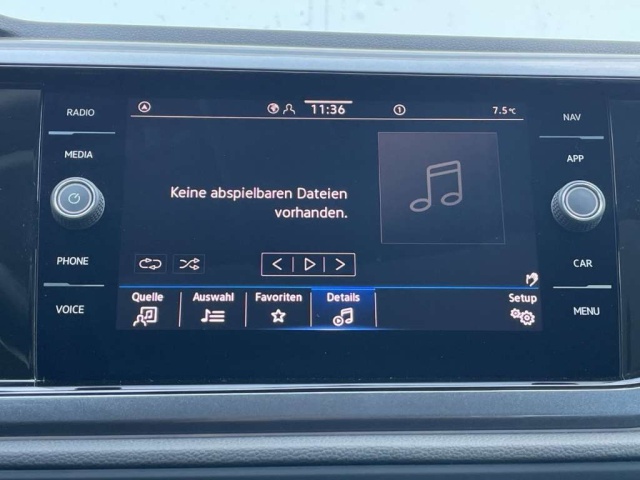 RADIO
MEDIA
PHONE
VOICE
11:36
1
7.5°C
Keine abspielbaren Dateien
vorhanden.
Quelle
Auswahl
Favoriten
Details
Setup
NAV
APP
CAR
MENU